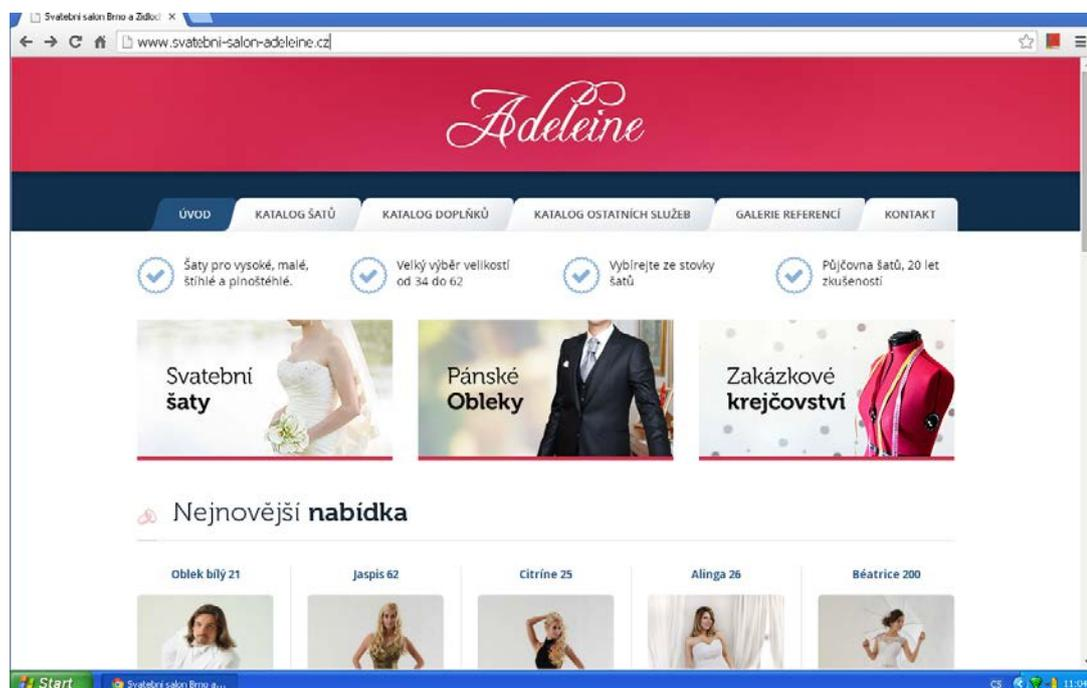 Svatební salon Brno a Židloc
www.svatebni-salon-adeleine.cz
Adeleine
ÚVOD
KATALOG ŠATŮ
KATALOG DOPLŇKŮ
KATALOG OSTATNÍCH SLUŽEB
GALERIE REFERENCÍ
KONTAKT
Šaty pro vysoké, malé,
štíhlé a plnoštěhlé.
Velký výběr velikostí
od 34 do 62
Vybírejte ze stovky
šatů
Půjčovna šatů, 20 let
zkušeností
Svatební
šaty
Pánské
Obleky
Zakázkové
krejčovství
Nejnovější nabídka
Oblek bílý 21
Jaspis 62
Citríne 25
Alinga 26
Béatrice 200
Start
Svatební salon Brno a...
CS
11:04